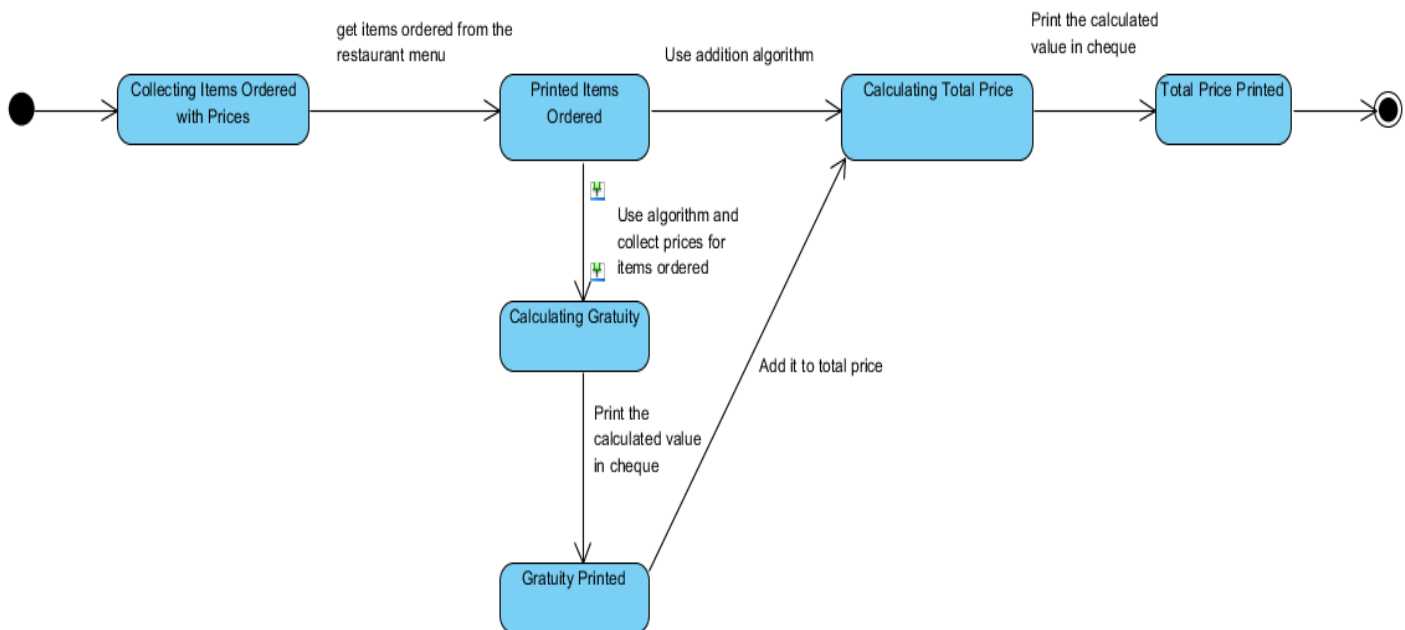 get items ordered from the
restaurant menu
Use addition algorithm
Print the calculated
value in cheque
Collecting Items Ordered
with Prices
Printed Items
Ordered
Calculating Total Price
Total Price Printed
Use algorithm and
collect prices for
items ordered
Calculating Gratuity
Add it to total price
Print the
calculated value
in cheque
Gratuity Printed